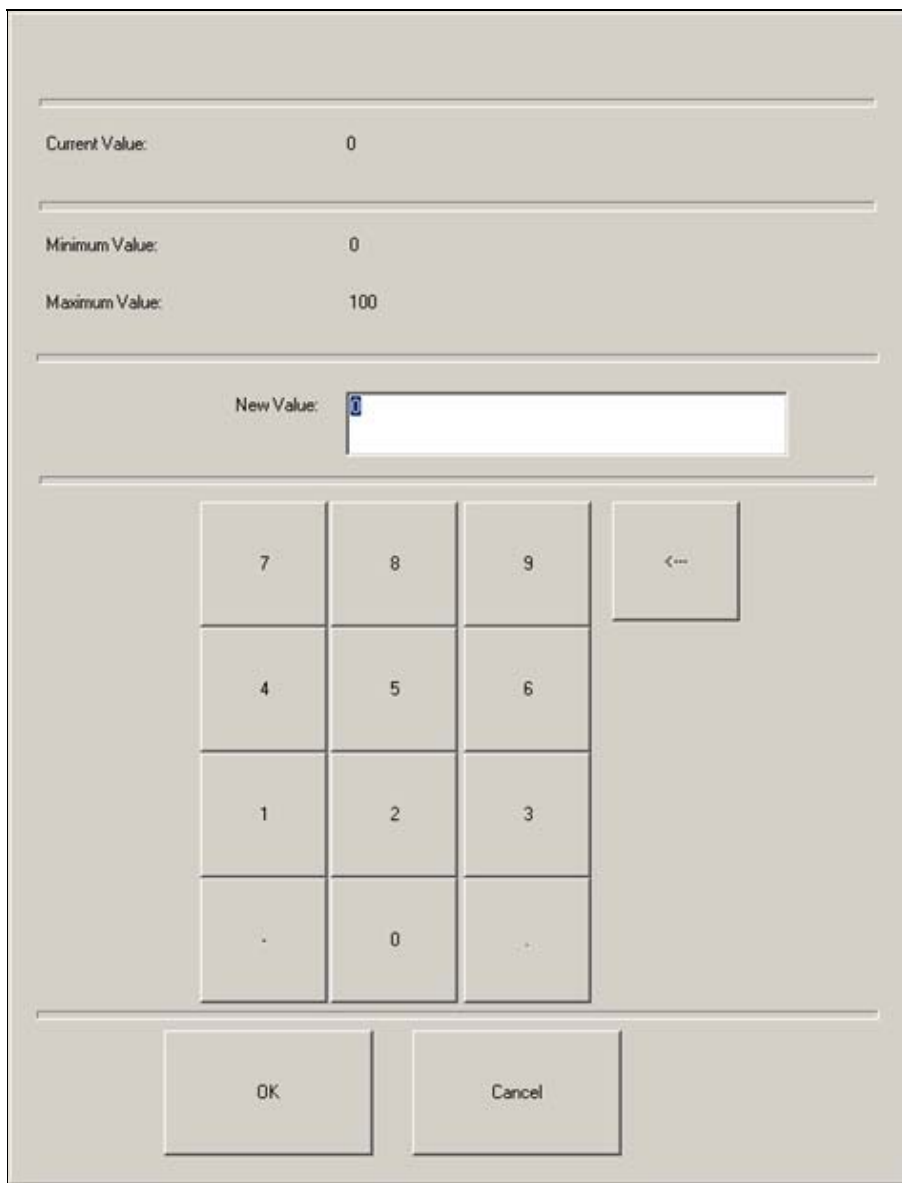 Current Value: 0
Minimum Value: 0
Maximum Value: 100
New Value: 0
7 8 9 <---
4 5 6
1 2 3
- 0 .
OK Cancel